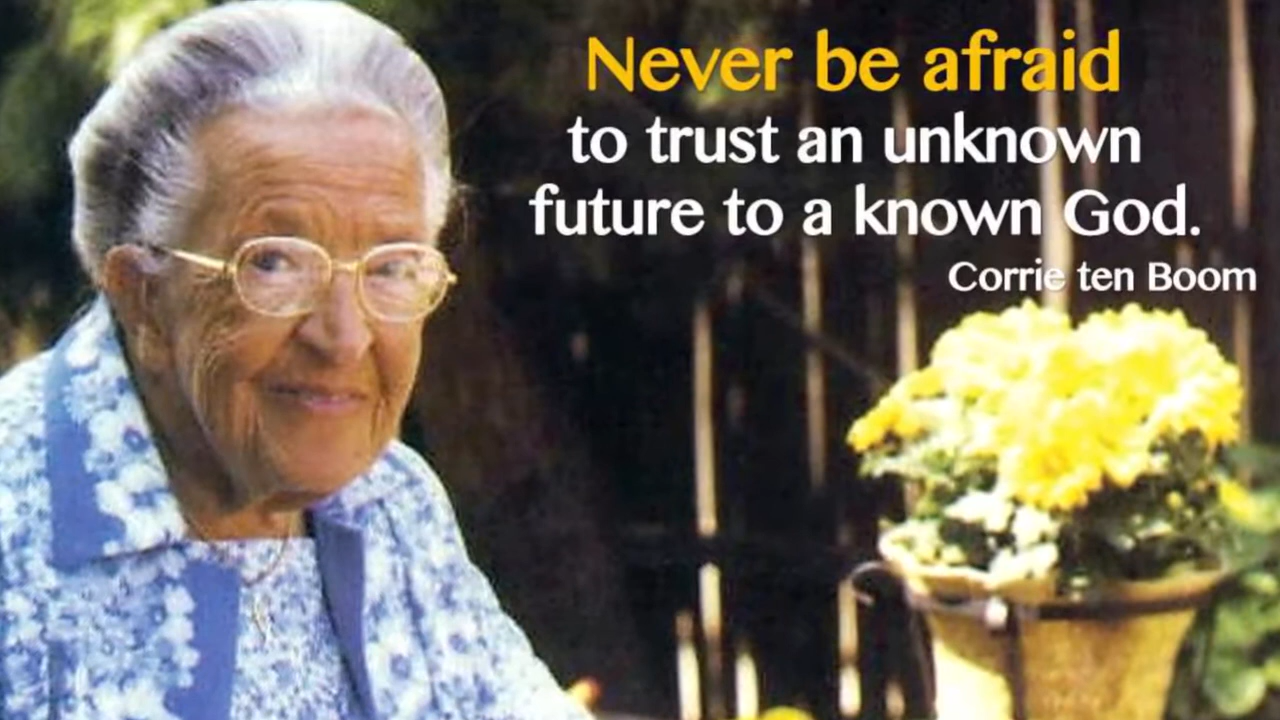 Never be afraid
to trust an unknown
future to a known God.
Corrie ten Boom